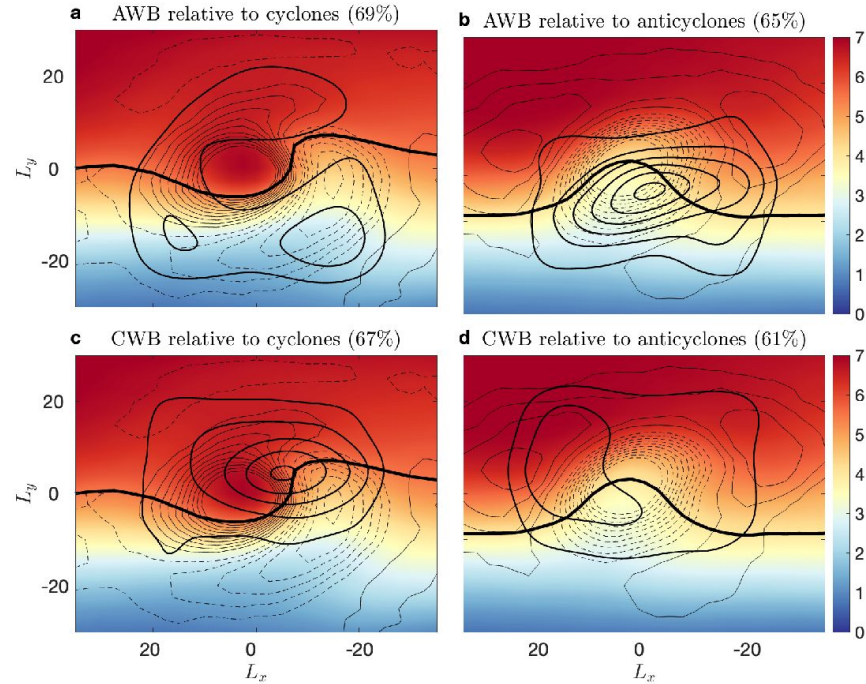 a AWB relative to cyclones (69%)
b AWB relative to anticyclones (65%)
20
0
-20
L_y
7
6
5
4
3
2
1
0
c CWB relative to cyclones (67%)
d CWB relative to anticyclones (61%)
20
0
-20
L_y
20 0 -20
L_x
20 0 -20
L_x
7
6
5
4
3
2
1
0